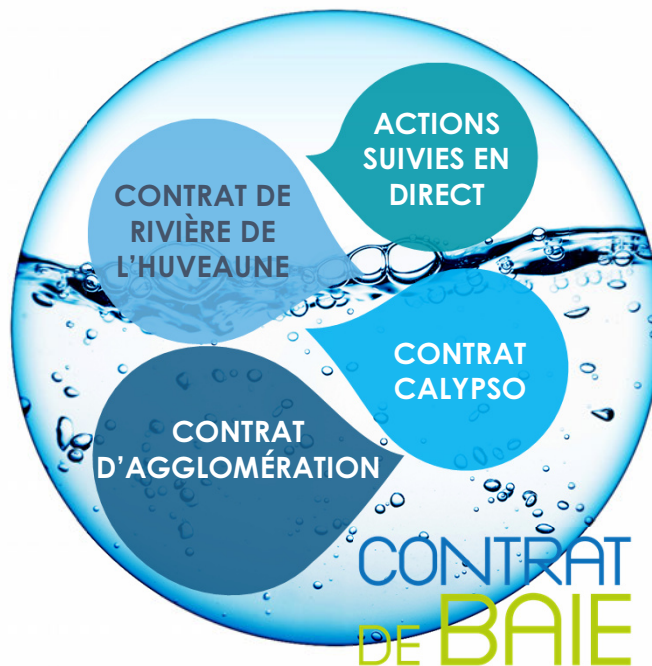 ACTIONS
SUIVIES EN
DIRECT
CONTRAT DE
RIVIÈRE DE
L'HUVEAUNE
CONTRAT
CALYPSO
CONTRAT
D'AGGLOMÉRATION
CONTRAT
DE BAIE